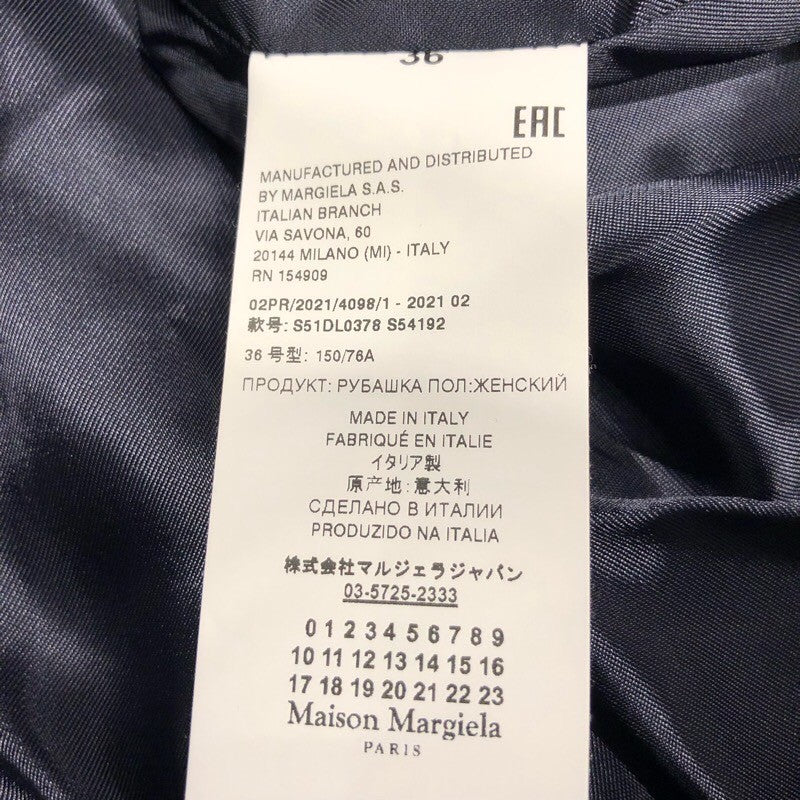 36
EAC
MANUFACTURED AND DISTRIBUTED
BY MARGIELA S.A.S.
ITALIAN BRANCH
VIA SAVONA, 60
20144 MILANO (MI) - ITALY
RN 154909
02PR/2021/4098/1 - 2021 02
款号: S51DL0378 S54192
36 号型: 150/76A
ПРОДУКТ: РУБАШКА ПОЛ:ЖЕНСКИЙ
MADE IN ITALY
FABRIQUÉ EN ITALIE
イタリア製
原产地:意大利
СДЕЛАНО В ИТАЛИИ
PRODUZIDO NA ITALIA
株式会社マルジェラジャパン
03-5725-2333
0 1 2 3 4 5 6 7 8 9
10 11 12 13 14 15 16
17 18 19 20 21 22 23
Maison Margiela
PARIS